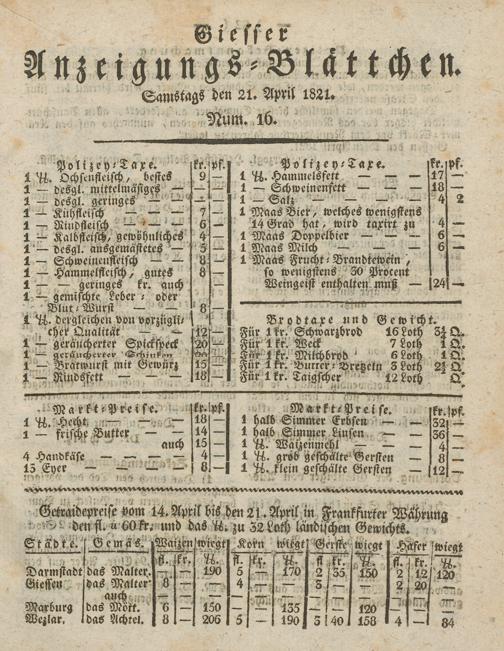 Giesser
Anzeigungs-Blättchen.
Samstags den 21. April 1821.
Num. 16.
Polizey-Taxe. kr. pf.
1 ℔. Ochsenfleisch, bestes 9 —
1 — desgl. mittelmäsiges — —
1 — desgl. geringes — —
1 — Kühfleisch — 7 —
1 — Rindfleisch — 6 —
1 — Kalbfleisch, gewöhnliches 4 —
1 — desgl. ausgemästetes 5 —
1 — Schweinenfleisch — 8 —
1 — Hammelfleisch, gutes 8 —
1 — — geringes kr. auch — —
1 — gemischte Leber- oder
Blut-Wurst — — 8 —
1 ℔. dergleichen von vorzügli-
cher Qualität — — 12 —
1 — geräucherter Spickspeck 20 —
1 — geräucherter Schinken
1 — Bratwurst mit Gewürz 15 —
1 — Rindsfett — — 18 —
Polizey-Taxe. kr. pf.
1 ℔. Hammelsfett — 17 —
1 — Schweinenfett — 18 —
1 — Salz — — 4 2
1 Maas Bier, welches wenigstens
14 Grad hat, wird taxirt zu 4 —
1 Maas Doppelbier — — 6 —
1 Maas Milch — — 6 —
1 Maas Frucht-Brandtewein,
so wenigstens 30 Procent
Weingeist enthalten muß — 24 —
Brodtaxe und Gewicht.
Für 1 kr. Schwarzbrod 16 Loth Q.
Für 1 kr. Weck 7 Loth 1 Q.
Für 1 kr. Milchbrod 6 Loth 1 Q.
Für 1 kr. Butter-Bretzeln 3 Loth Q.
Für 1 kr. Taigscher 12 Loth Q.
Markt-Preise. kr. pf.
1 ℔. Hecht — — 18 —
1 — frische Butter — — 14 —
auch 15 —
4 Handkäse — — — 4 —
13 Eyer — — — 8 —
Markt-Preise. kr. pf.
1 halb Simmer Erbsen — 32 —
1 halb Simmer Linsen — 36 —
1 ℔. Waizenmehl — 4 —
1 ℔. grob geschälte Gersten — 8 —
1 ℔. klein geschälte Gersten — 12 —
Getraidepreise vom 14. April bis den 21. April in Frankfurter Währung
den fl. à 60 kr. und das ℔. zu 32 Loth ländischen Gewichts.
Städte. Gemäs. Waizen wiegt Korn wiegt Gerste wiegt Hafer wiegt
fl. kr. ℔. fl. kr. ℔. fl. kr. ℔. fl. kr. ℔.
Darmstadt das Malter. — — 190 5 — 170 2 35 150 2 12 120
Giessen das Malter 8 — 4 — 3 — 2 20
auch — — — — — — — —
Marburg das Mött. 6 — 150 — — 135 — — 120 — —
Wezlar. das Achtel. 8 — 206 5 — 190 3 40 158 4 — 84